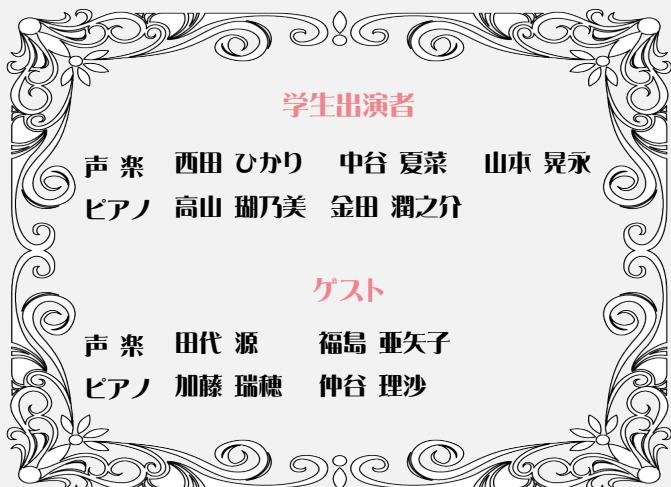 学生出演者
声 楽 西田 ひかり 中谷 夏菜 山本 晃永
ピアノ 高山 瑚乃美 金田 潤之介
ゲスト
声 楽 田代 源 福島 亜矢子
ピアノ 加藤 瑞穂 仲谷 理沙